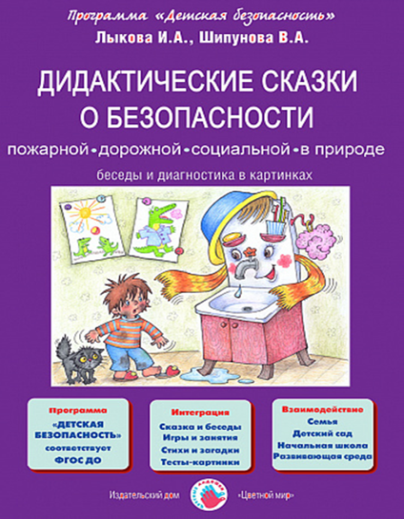 Программа «Детская безопасность»
Лыкова И.А., Шипунова В.А.
ДИДАКТИЧЕСКИЕ СКАЗКИ
О БЕЗОПАСНОСТИ
пожарной•дорожной•социальной•в природе
беседы и диагностика в картинках
Программа
«ДЕТСКАЯ
БЕЗОПАСНОСТЬ»
соответствует
ФГОС ДО
Интеграция
Сказка и беседы
Игры и занятия
Стихи и загадки
Тесты-картинки
Взаимодействие
Семья
Детский сад
Начальная школа
Развивающая среда
Издательский дом
«Цветной мир»